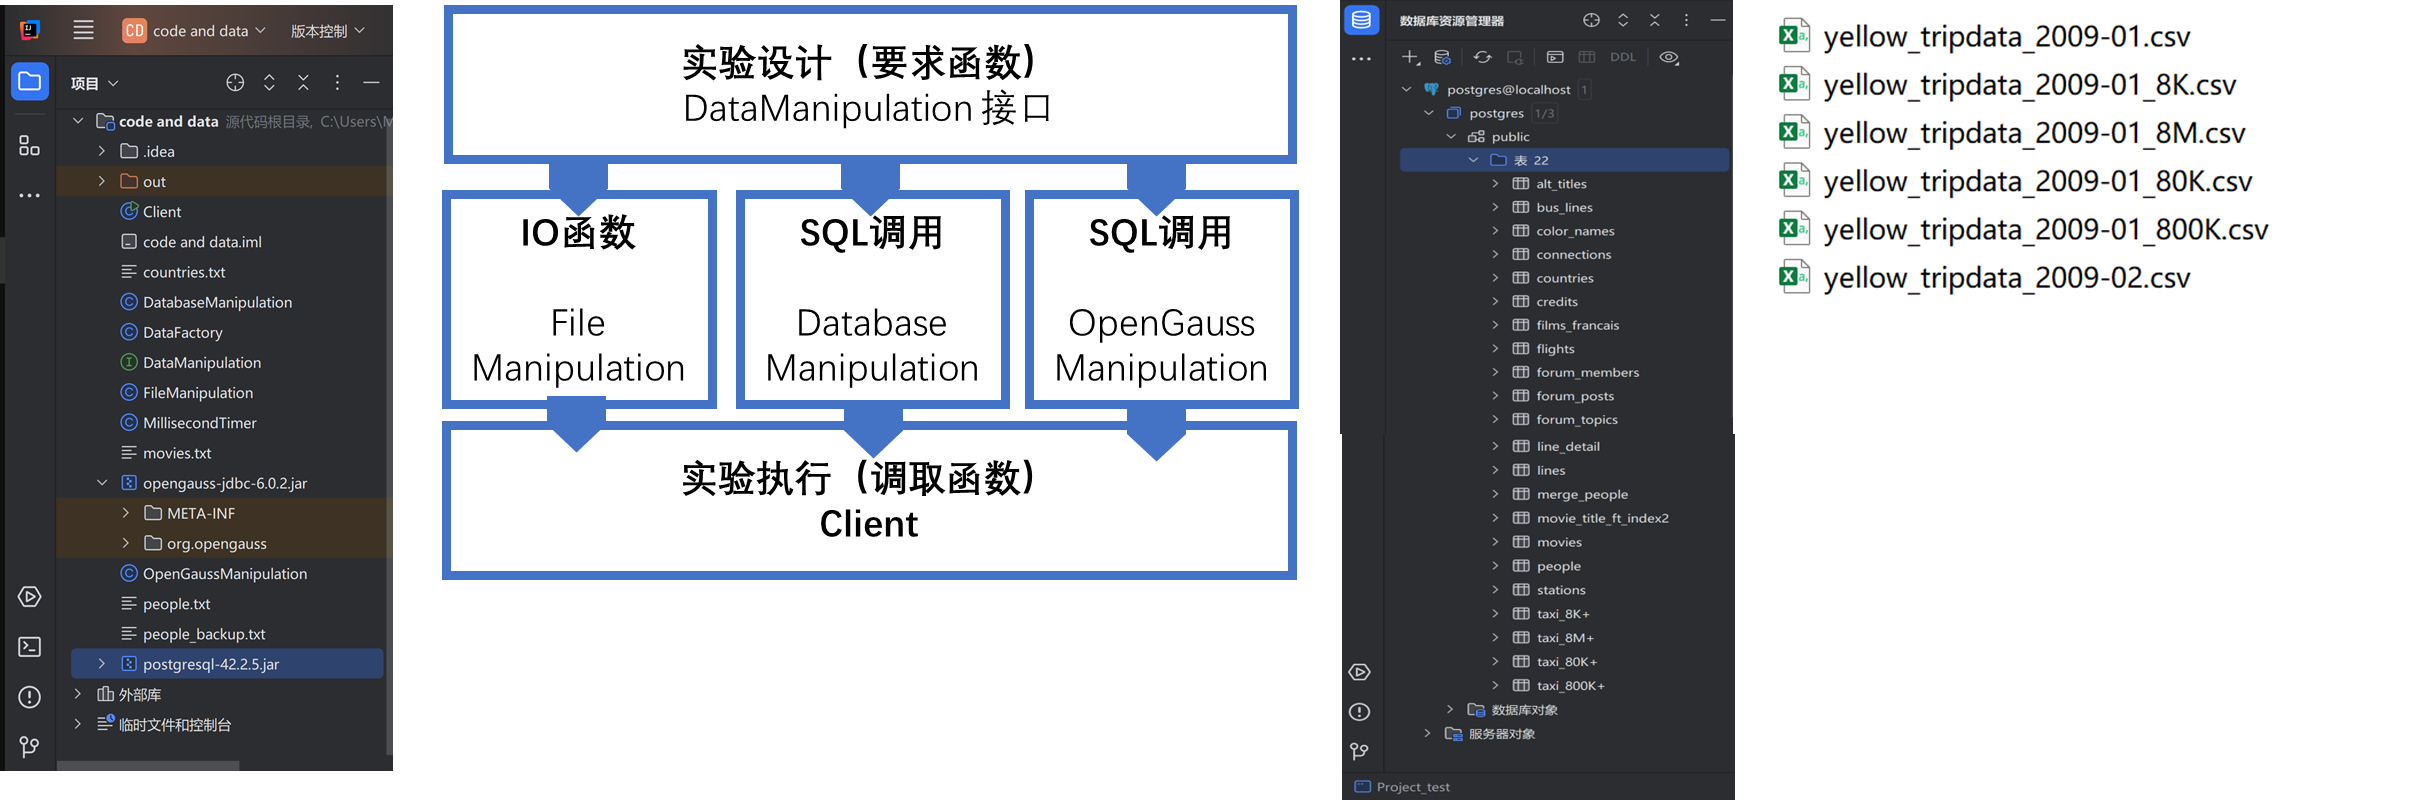 CD code and data 版本控制
项目
code and data 源代码根目录, C:\Users\M
.idea
out
Client
code and data.iml
countries.txt
DatabaseManipulation
DataFactory
DataManipulation
FileManipulation
MillisecondTimer
movies.txt
opengauss-jdbc-6.0.2.jar
META-INF
org.opengauss
OpenGaussManipulation
people.txt
people_backup.txt
postgresql-42.2.5.jar
外部库
临时文件和控制台
实验设计（要求函数）
DataManipulation 接口
IO函数
File
Manipulation
SQL调用
Database
Manipulation
SQL调用
OpenGauss
Manipulation
实验执行（调取函数）
Client
数据库资源管理器
DDL
postgres@localhost 1
postgres 1/3
public
表 22
alt_titles
bus_lines
color_names
connections
countries
credits
films_francais
flights
forum_members
forum_posts
forum_topics
line_detail
lines
merge_people
movie_title_ft_index2
movies
people
stations
taxi_8K+
taxi_8M+
taxi_80K+
taxi_800K+
数据库对象
服务器对象
Project_test
yellow_tripdata_2009-01.csv
yellow_tripdata_2009-01_8K.csv
yellow_tripdata_2009-01_8M.csv
yellow_tripdata_2009-01_80K.csv
yellow_tripdata_2009-01_800K.csv
yellow_tripdata_2009-02.csv